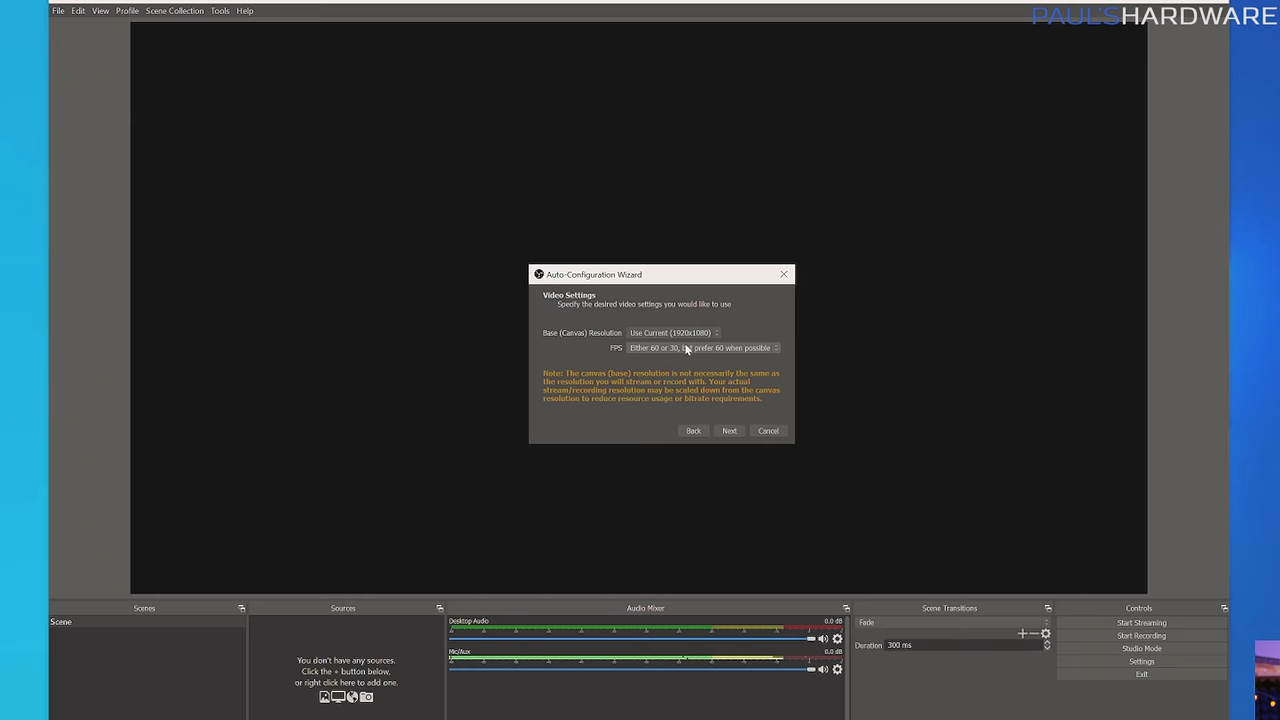 PAUL'SHARDWARE
File Edit View Profile Scene Collection Tools Help
Auto-Configuration Wizard
Video Settings
Specify the desired video settings you would like to use
Base (Canvas) Resolution Use Current (1920x1080)
FPS Either 60 or 30, but prefer 60 when possible
Note: The canvas (base) resolution is not necessarily the same as
the resolution you will stream or record with. Your actual
stream/recording resolution may be scaled down from the canvas
resolution to reduce resource usage or bitrate requirements.
Back Next Cancel
Scenes Sources Audio Mixer Scene Transitions Controls
Scene
You don't have any sources.
Click the + button below,
or right click here to add one.
Desktop Audio 0.0 dB
Mic/Aux 0.0 dB
Fade
Duration 300 ms
Start Streaming
Start Recording
Studio Mode
Settings
Exit